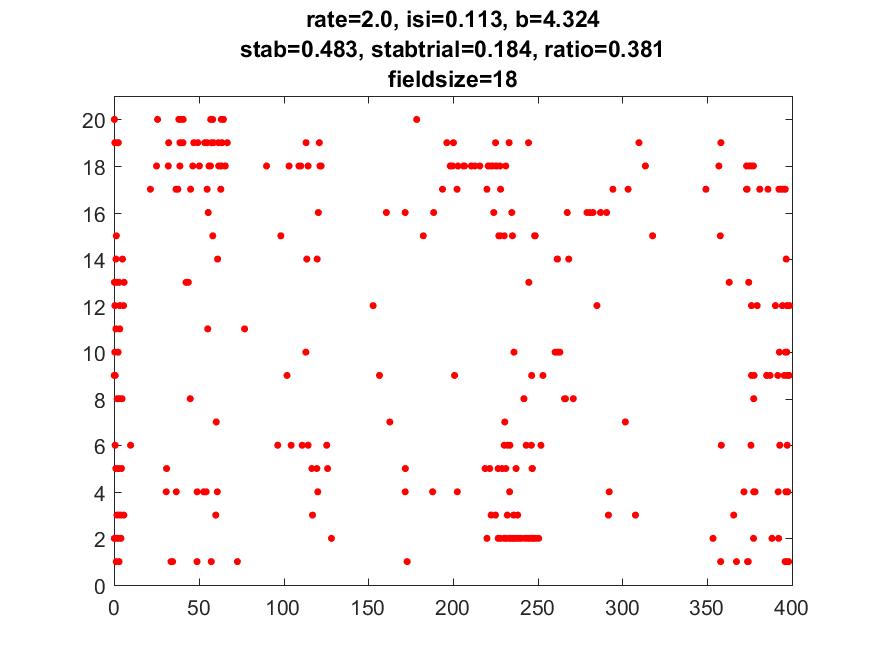 rate=2.0, isi=0.113, b=4.324
stab=0.483, stabtrial=0.184, ratio=0.381
fieldsize=18
20
18
16
14
12
10
8
6
4
2
0
0 50 100 150 200 250 300 350 400